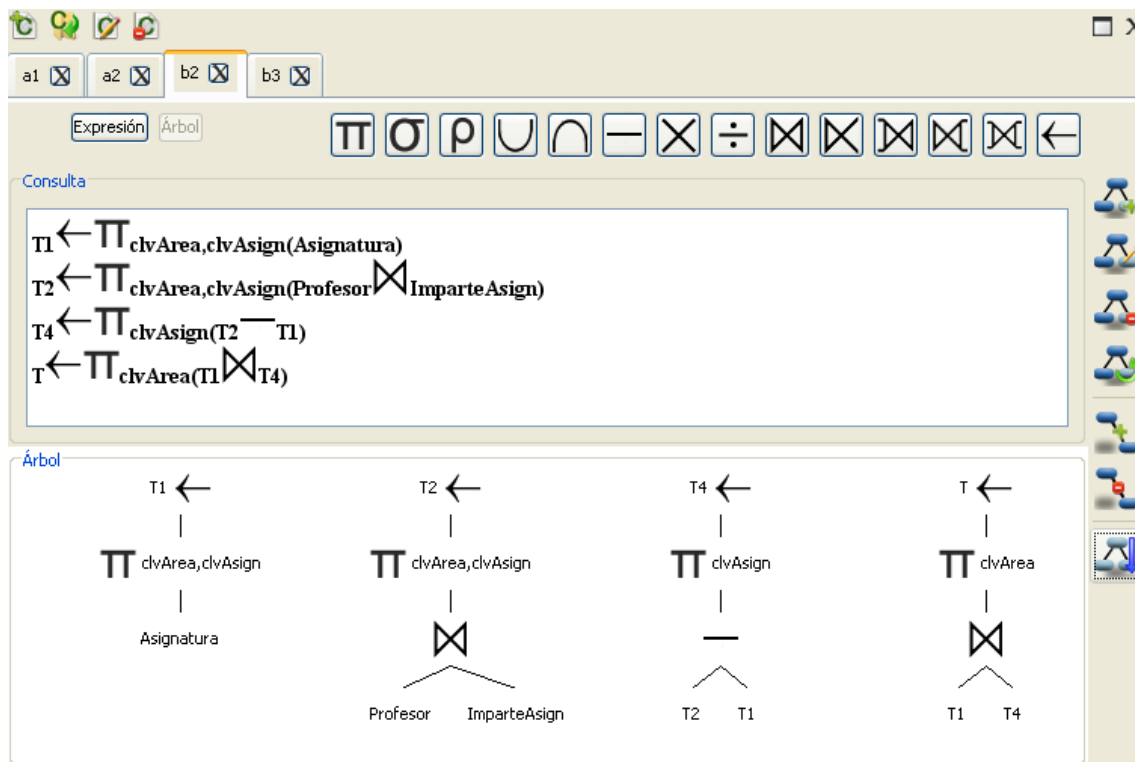 a1 a2 b2 b3
Expresión Árbol π σ ρ ∪ ∩ — × ÷ ⋈ ⋉ ⟕ ⟖ ⟗ ←
Consulta
T1←πclvArea,clvAsign(Asignatura)
T2←πclvArea,clvAsign(Profesor⋈ImparteAsign)
T4←πclvAsign(T2—T1)
T←πclvArea(T1⋈T4)
Árbol
T1 ← T2 ← T4 ← T ←
π clvArea,clvAsign π clvArea,clvAsign π clvAsign π clvArea
Asignatura ⋈ — ⋈
Profesor ImparteAsign T2 T1 T1 T4